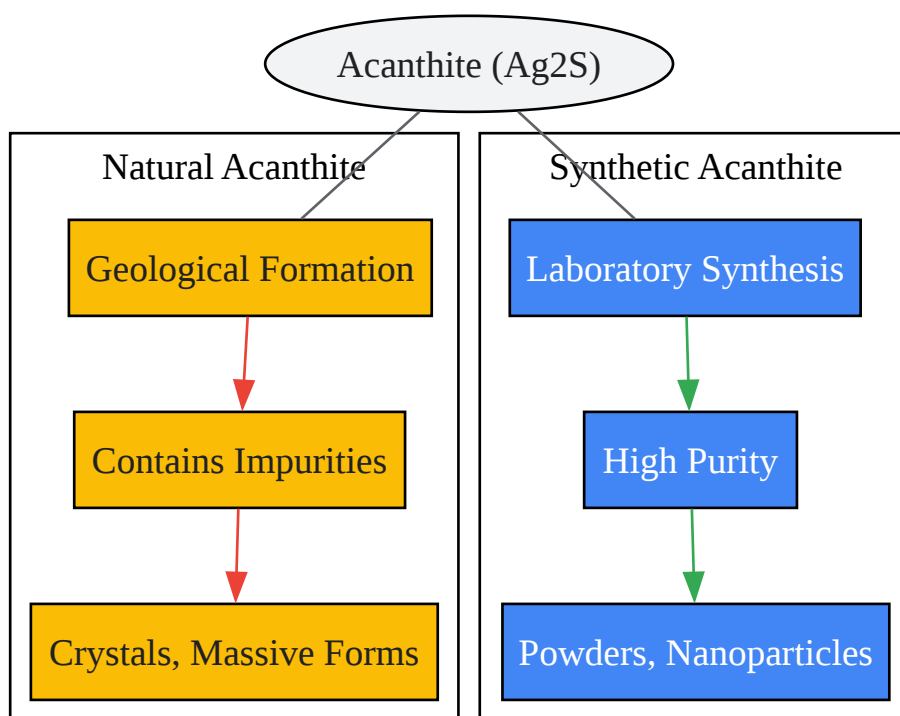 Acanthite (Ag2S)
Natural Acanthite
Geological Formation
Contains Impurities
Crystals, Massive Forms
Synthetic Acanthite
Laboratory Synthesis
High Purity
Powders, Nanoparticles